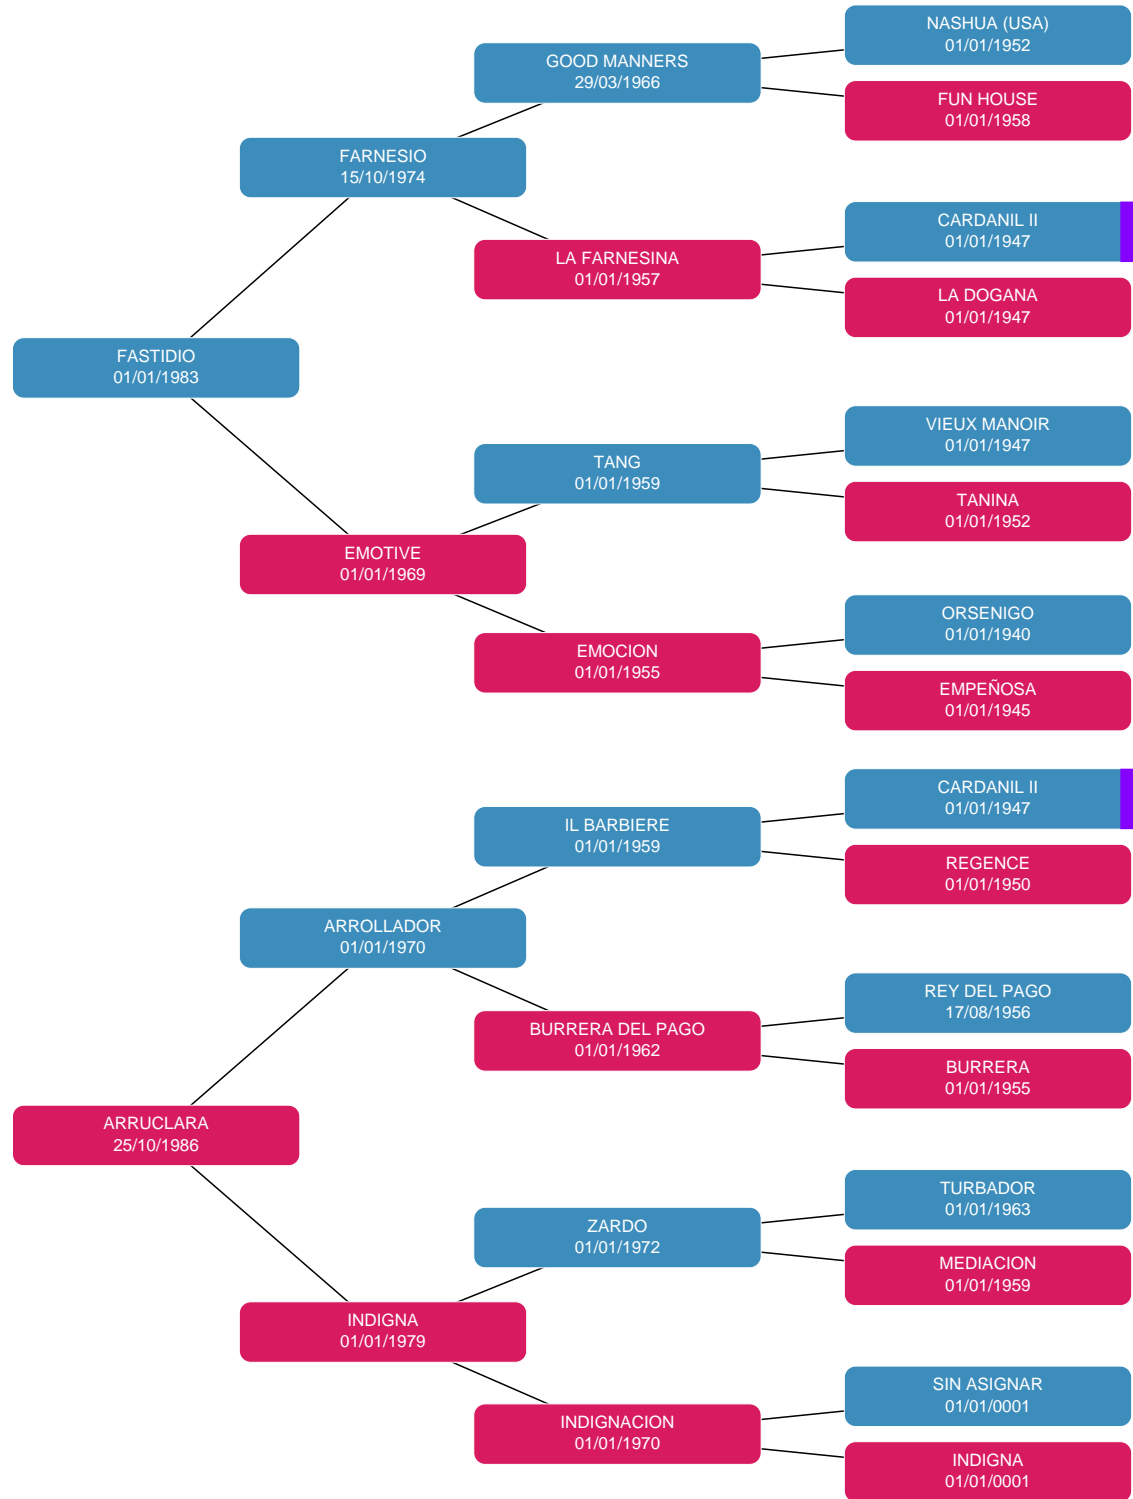 NASHUA (USA)
01/01/1952
GOOD MANNERS
29/03/1966
FUN HOUSE
01/01/1958
FARNESIO
15/10/1974
CARDANIL II
01/01/1947
LA FARNESINA
01/01/1957
LA DOGANA
01/01/1947
FASTIDIO
01/01/1983
VIEUX MANOIR
01/01/1947
TANG
01/01/1959
TANINA
01/01/1952
EMOTIVE
01/01/1969
ORSENIGO
01/01/1940
EMOCION
01/01/1955
EMPEÑOSA
01/01/1945
CARDANIL II
01/01/1947
IL BARBIERE
01/01/1959
REGENCE
01/01/1950
ARROLLADOR
01/01/1970
REY DEL PAGO
17/08/1956
BURRERA DEL PAGO
01/01/1962
BURRERA
01/01/1955
ARRUCLARA
25/10/1986
TURBADOR
01/01/1963
ZARDO
01/01/1972
MEDIACION
01/01/1959
INDIGNA
01/01/1979
SIN ASIGNAR
01/01/0001
INDIGNACION
01/01/1970
INDIGNA
01/01/0001